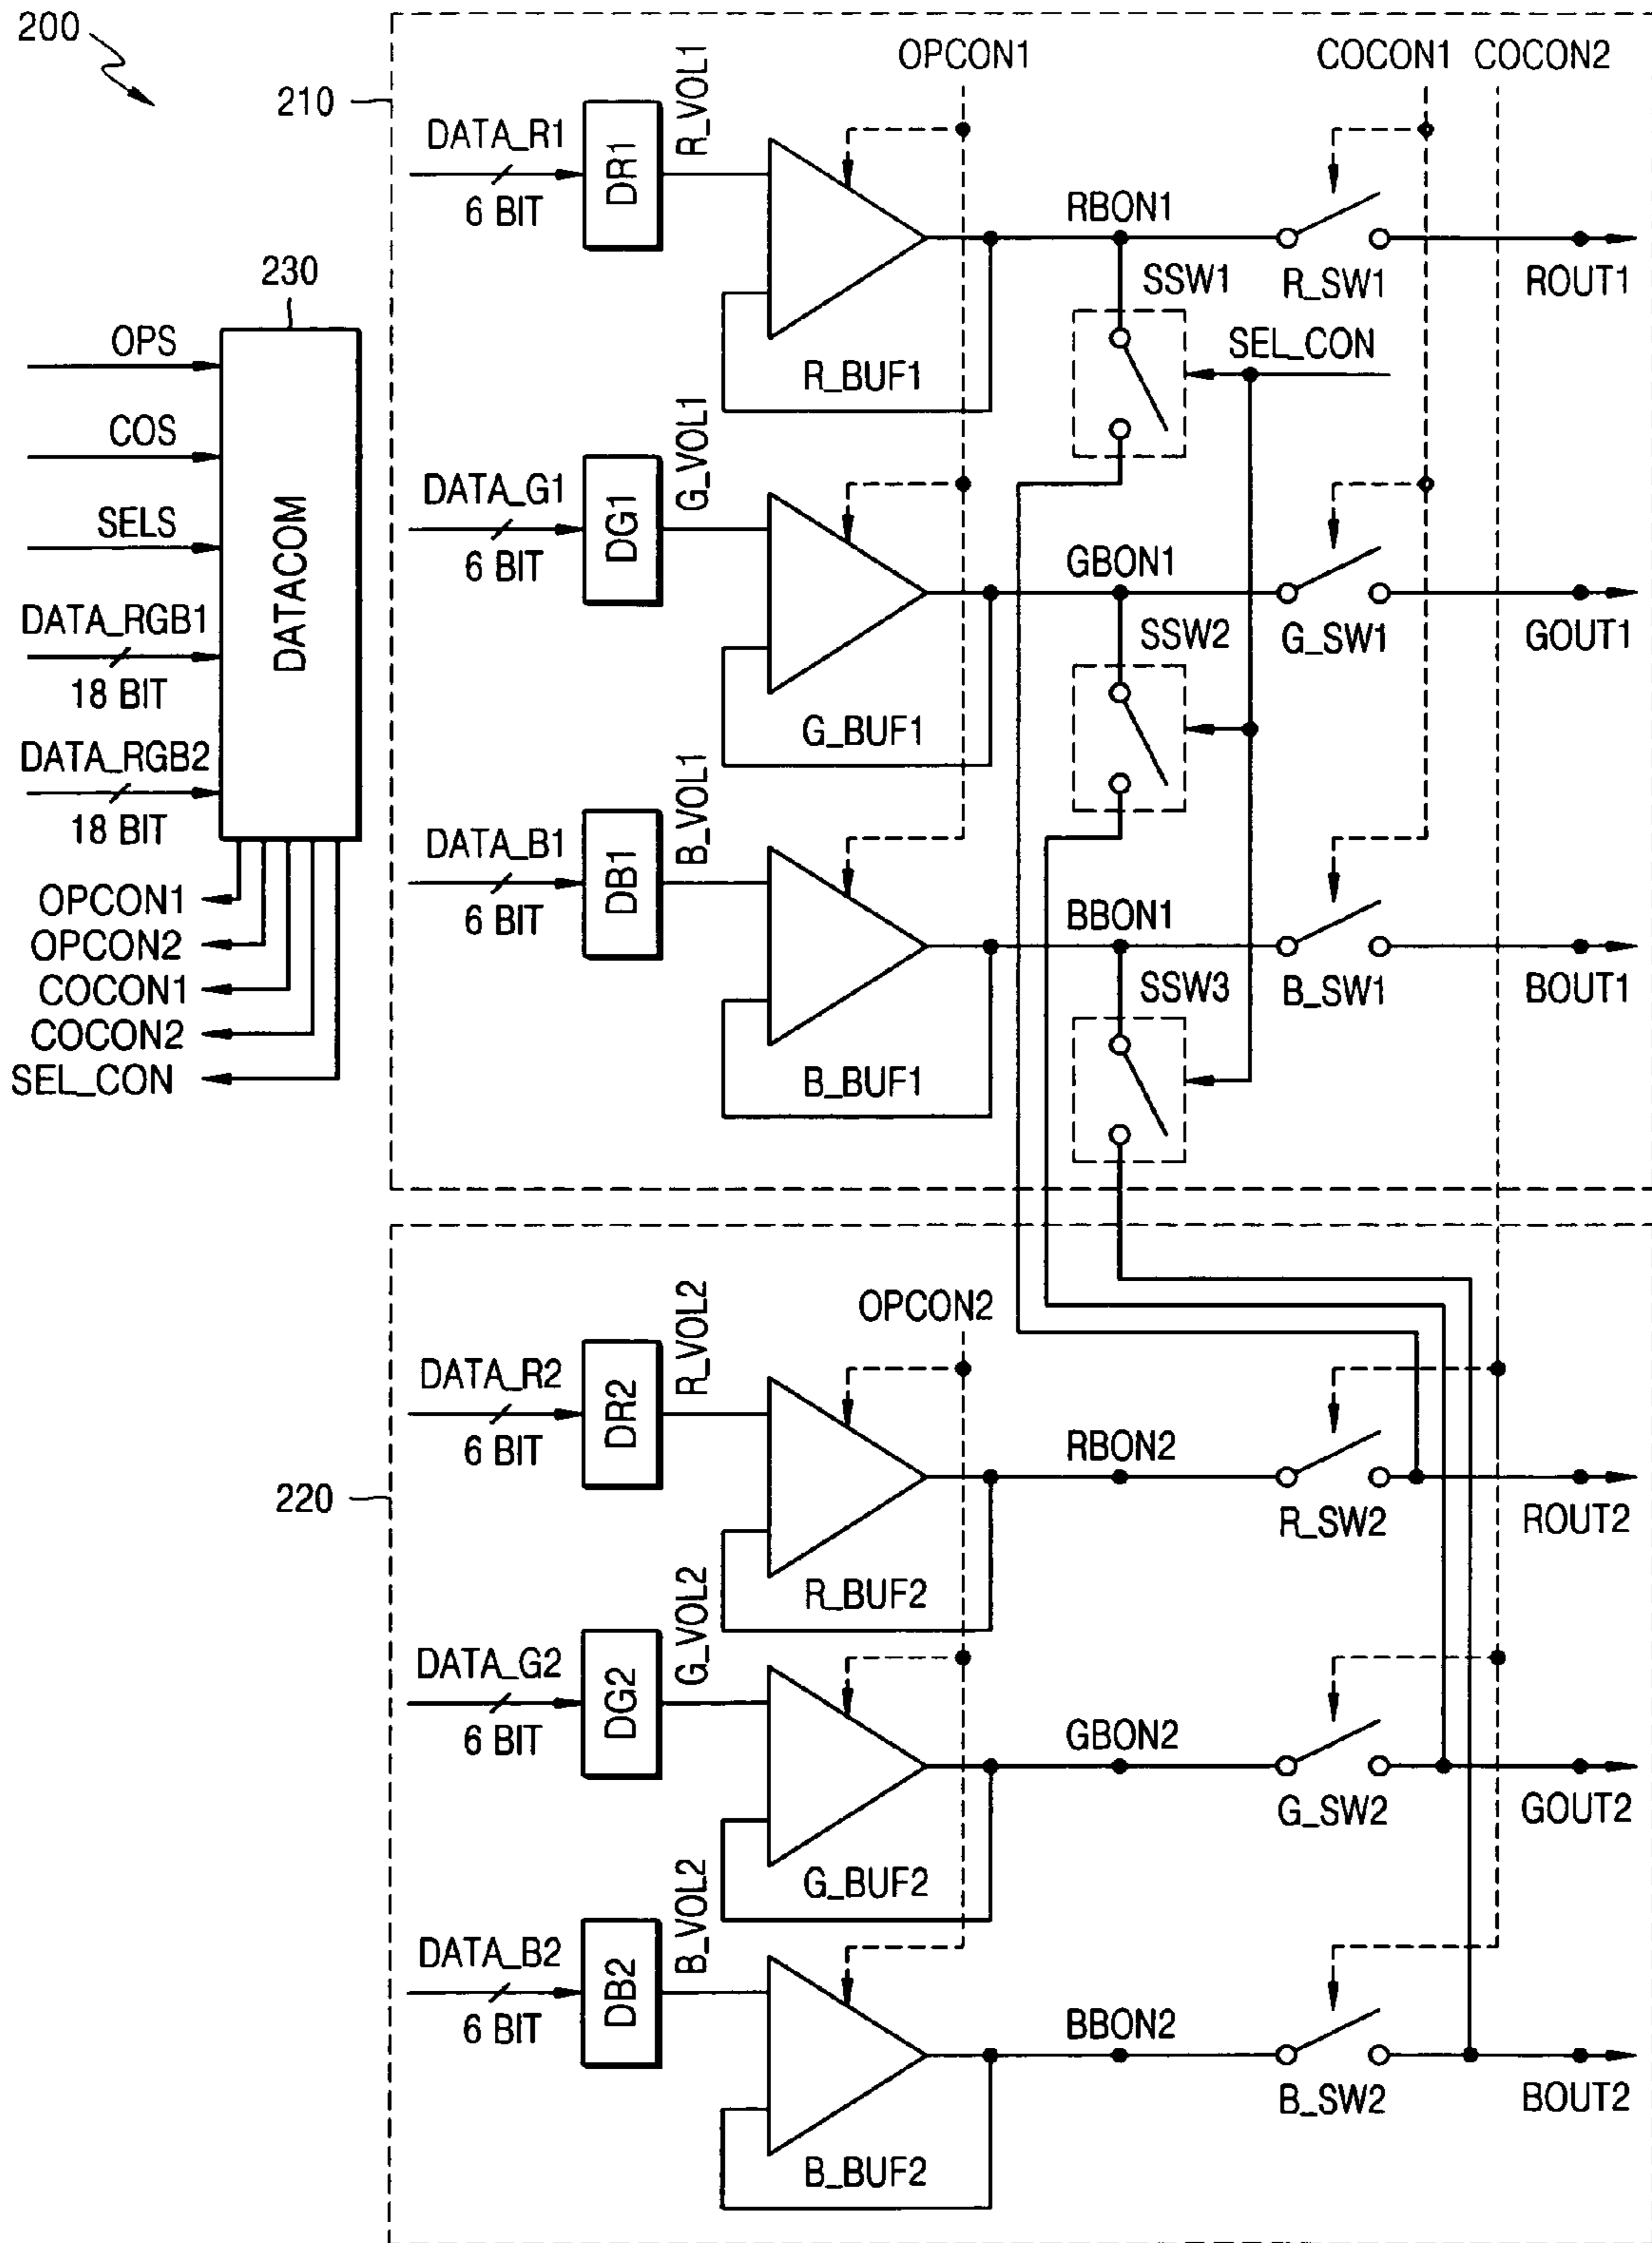 200
210
OPCON1
COCON1 COCON2
DATA_R1
6 BIT
DR1
R_VOL1
R_BUF1
RBON1
SSW1
R_SW1
ROUT1
SEL_CON
230
OPS
COS
SELS
DATA_RGB1
18 BIT
DATA_RGB2
18 BIT
DATACOM
OPCON1
OPCON2
COCON1
COCON2
SEL_CON
DATA_G1
6 BIT
DG1
G_VOL1
G_BUF1
GBON1
SSW2
G_SW1
GOUT1
DATA_B1
6 BIT
DB1
B_VOL1
B_BUF1
BBON1
SSW3
B_SW1
BOUT1
220
OPCON2
DATA_R2
6 BIT
DR2
R_VOL2
R_BUF2
RBON2
R_SW2
ROUT2
DATA_G2
6 BIT
DG2
G_VOL2
G_BUF2
GBON2
G_SW2
GOUT2
DATA_B2
6 BIT
DB2
B_VOL2
B_BUF2
BBON2
B_SW2
BOUT2